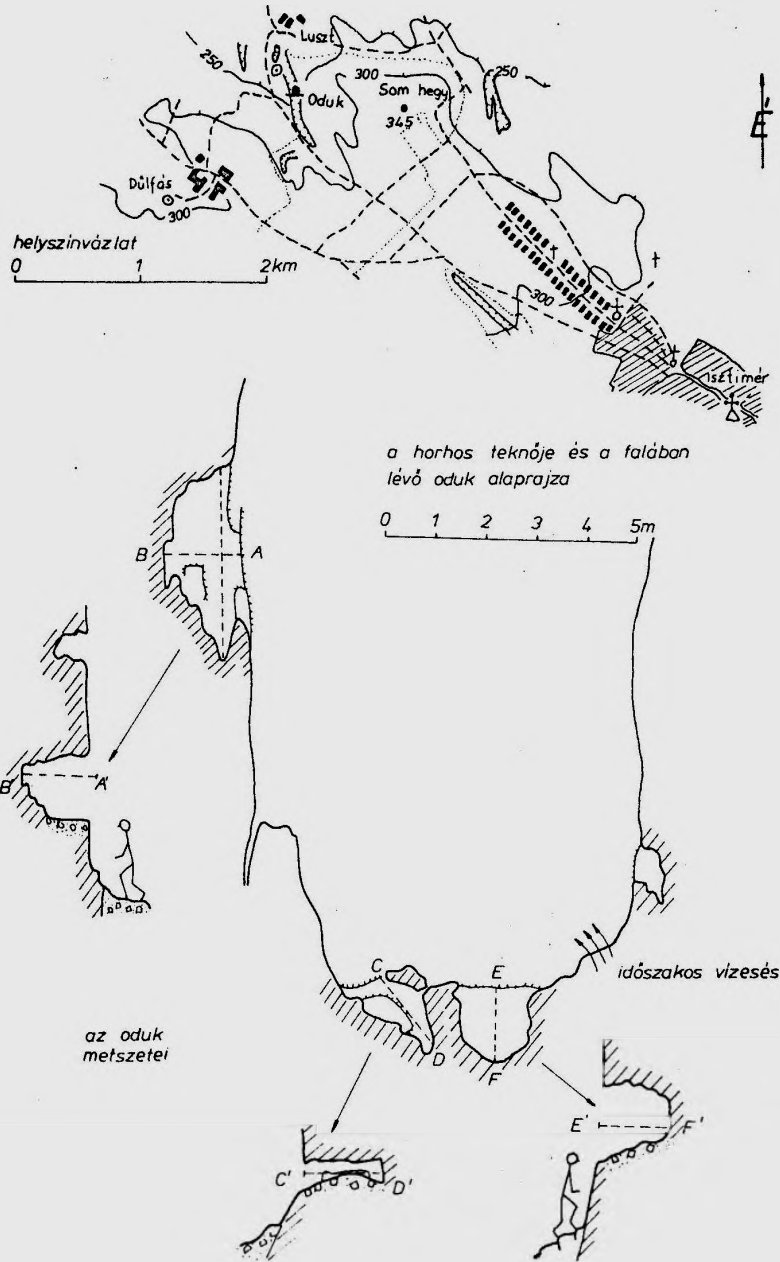 Luszt
250
Oduk
300
Som hegy
345
250
É
Dűlfás
300
helyszínvázlat
0 1 2km
300
Isztimér
a horhos teknője és a falában
lévő oduk alaprajza
0 1 2 3 4 5m
B A
B' A'
C
E
időszakos vízesés
az oduk
metszetei
D
F
C' D'
E' F'